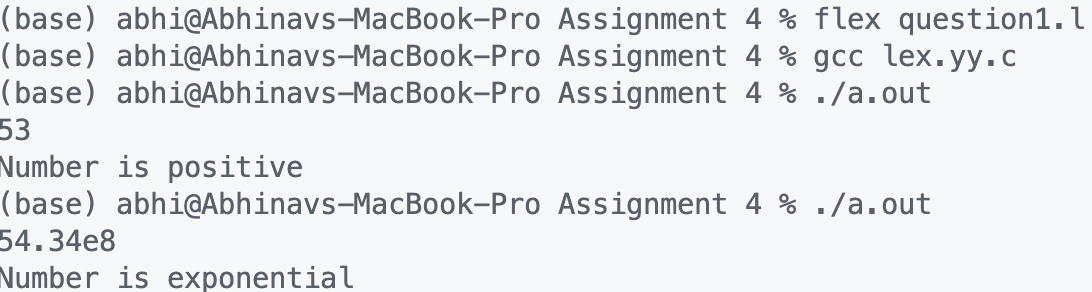 (base) abhi@Abhinavs-MacBook-Pro Assignment 4 % flex question1.l
(base) abhi@Abhinavs-MacBook-Pro Assignment 4 % gcc lex.yy.c
(base) abhi@Abhinavs-MacBook-Pro Assignment 4 % ./a.out
53
Number is positive
(base) abhi@Abhinavs-MacBook-Pro Assignment 4 % ./a.out
54.34e8
Number is exponential